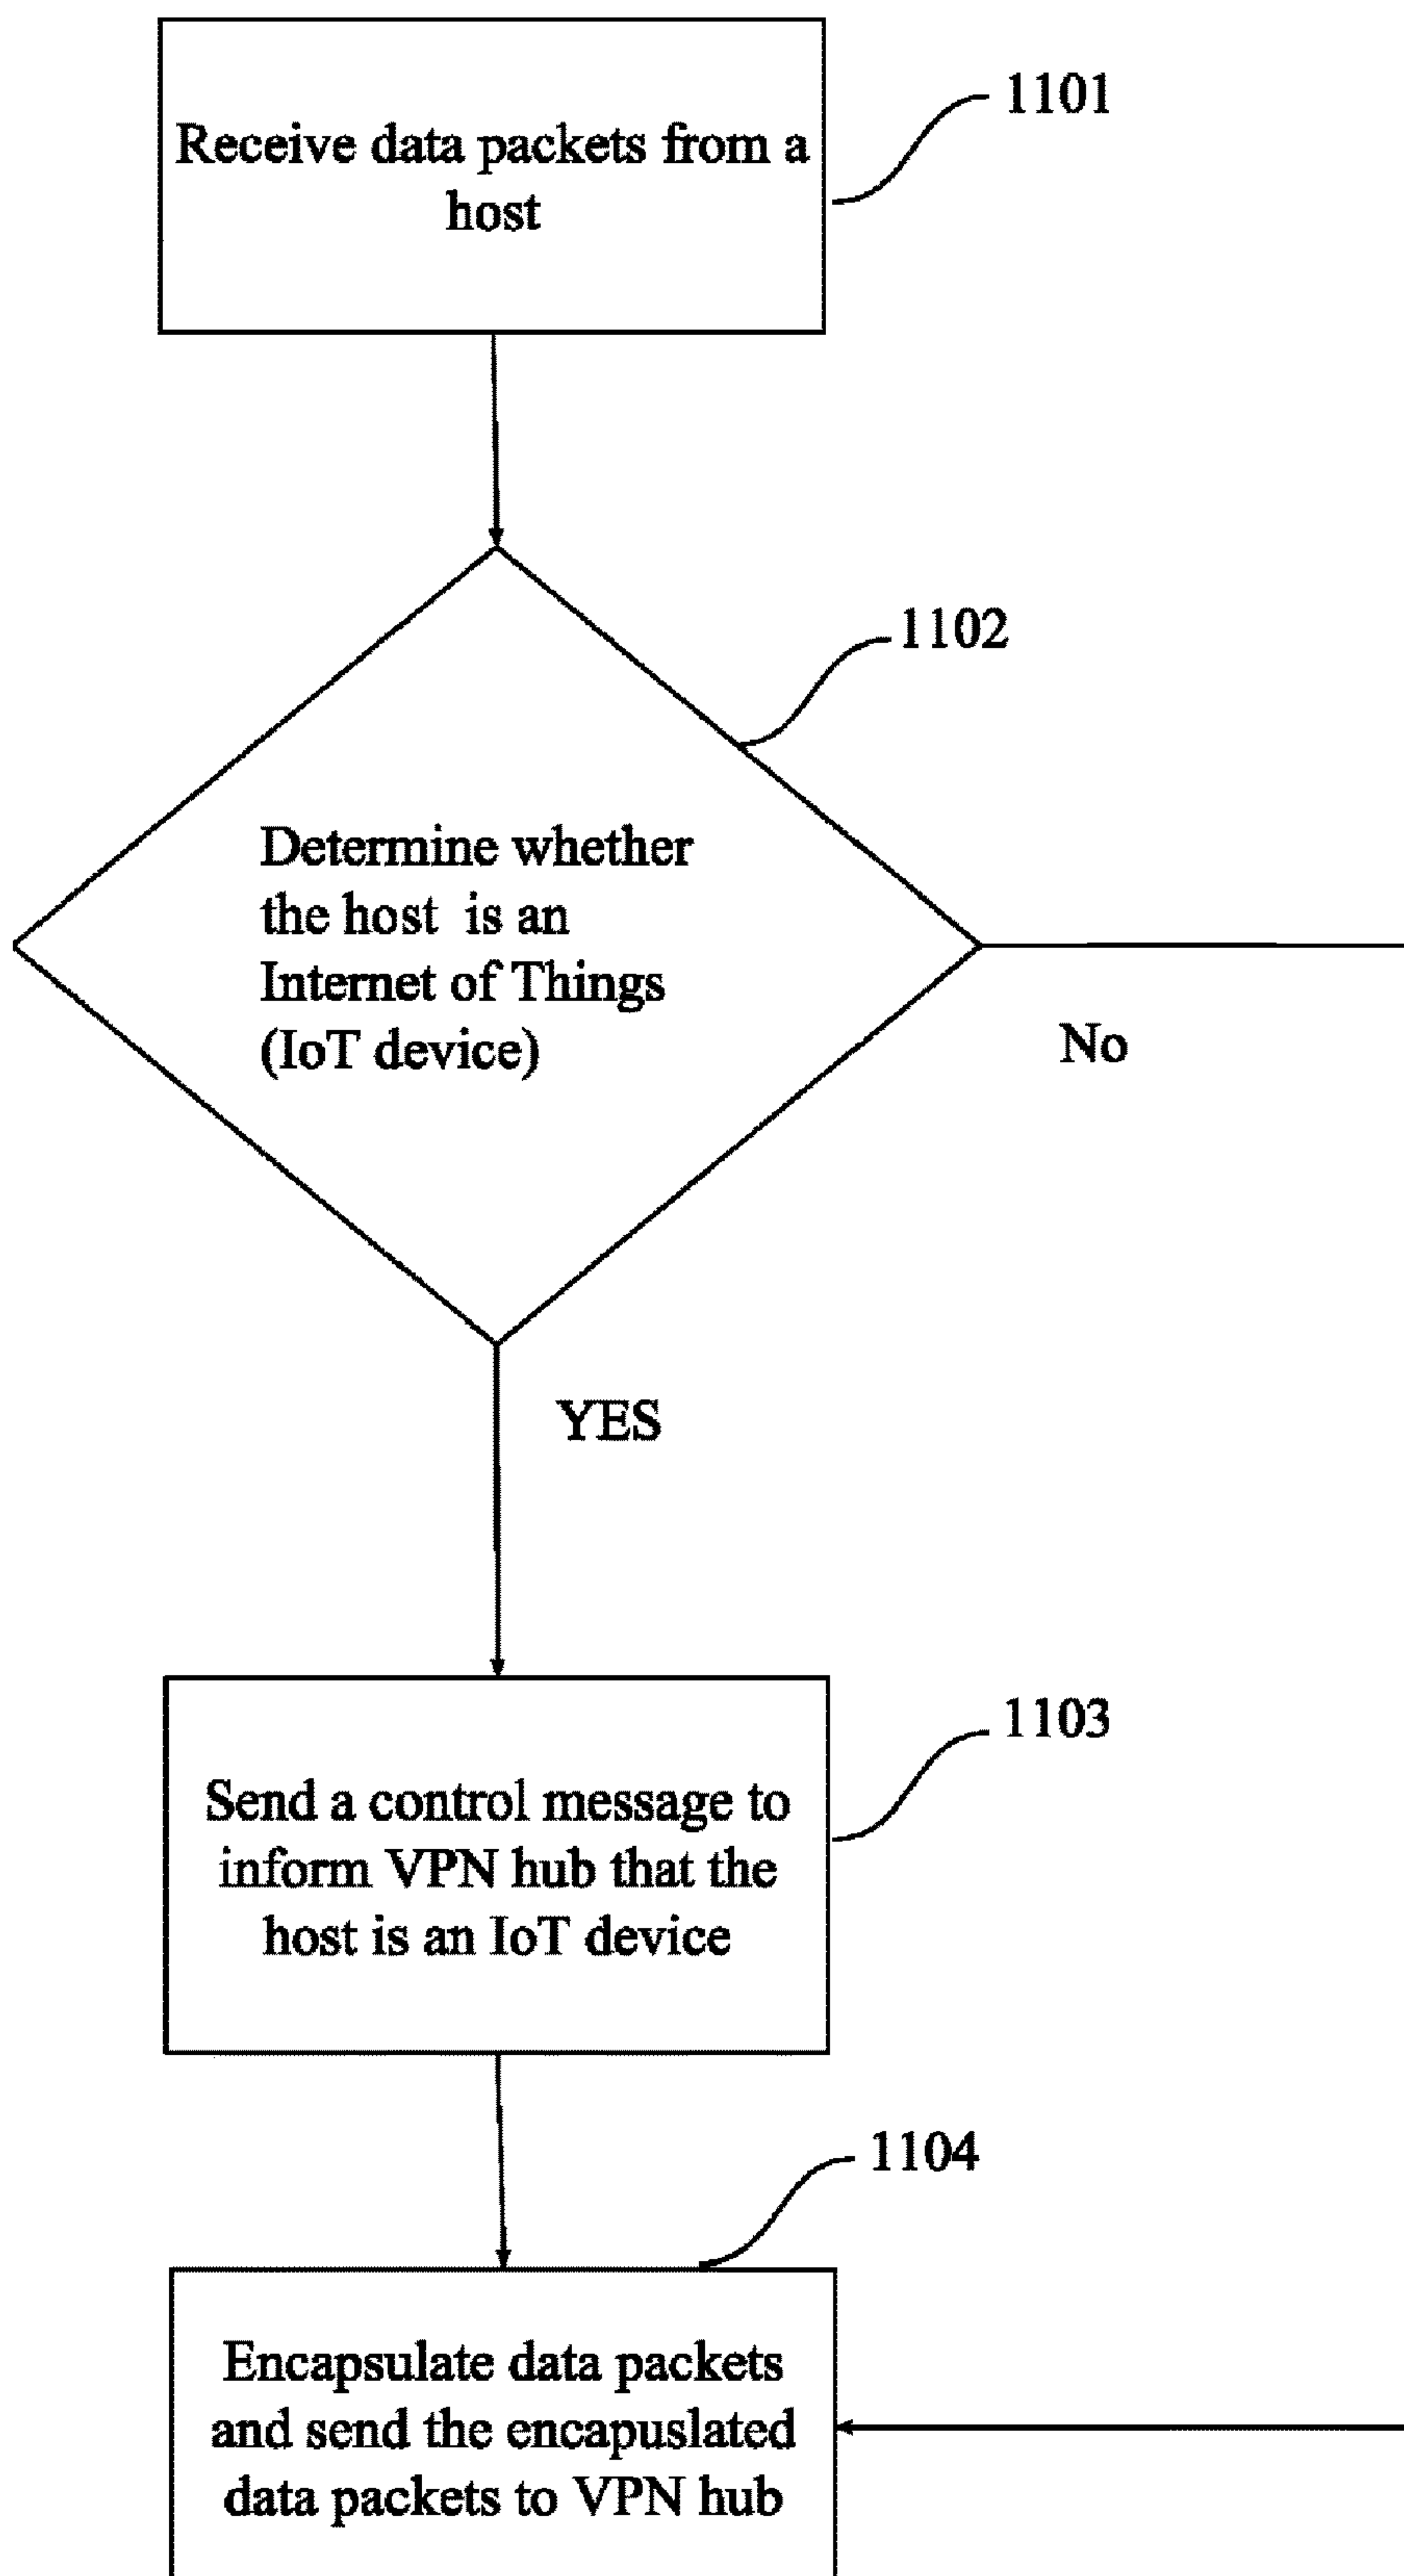 Receive data packets from a
host
1101
1102
Determine whether
the host is an
Internet of Things
(IoT device)
No
YES
1103
Send a control message to
inform VPN hub that the
host is an IoT device
1104
Encapsulate data packets
and send the encapuslated
data packets to VPN hub